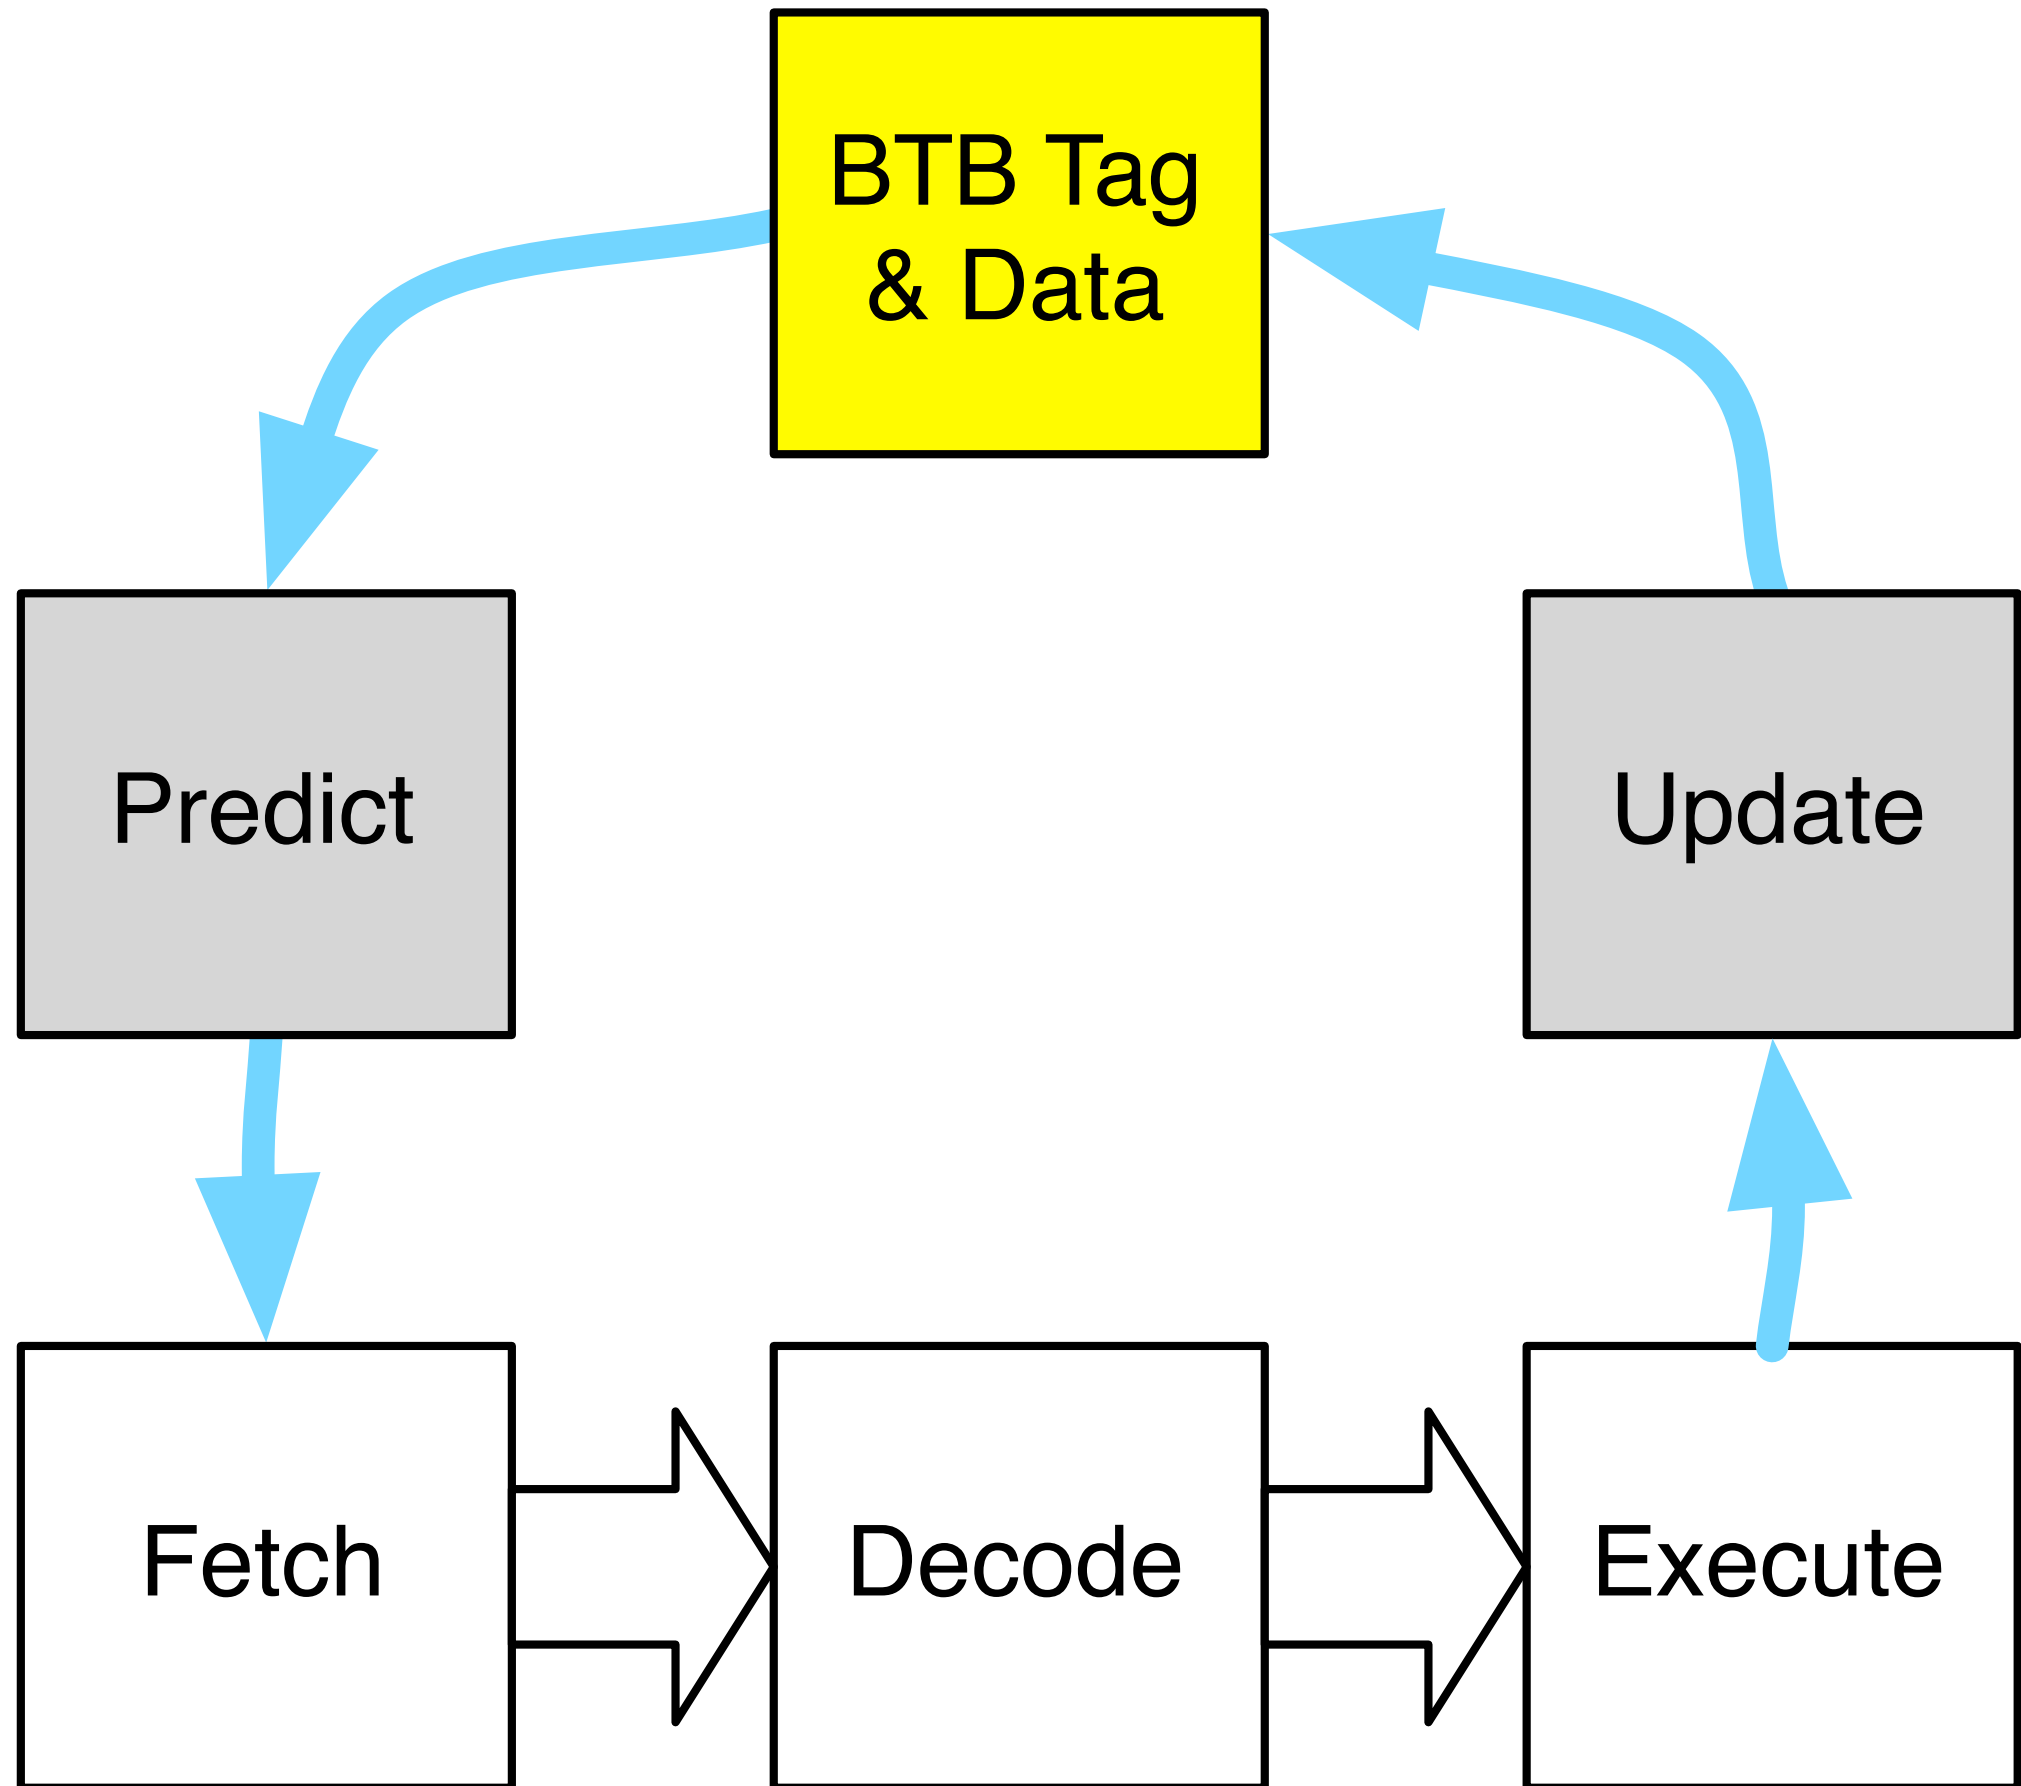 BTB Tag
& Data
Predict
Update
Fetch
Decode
Execute